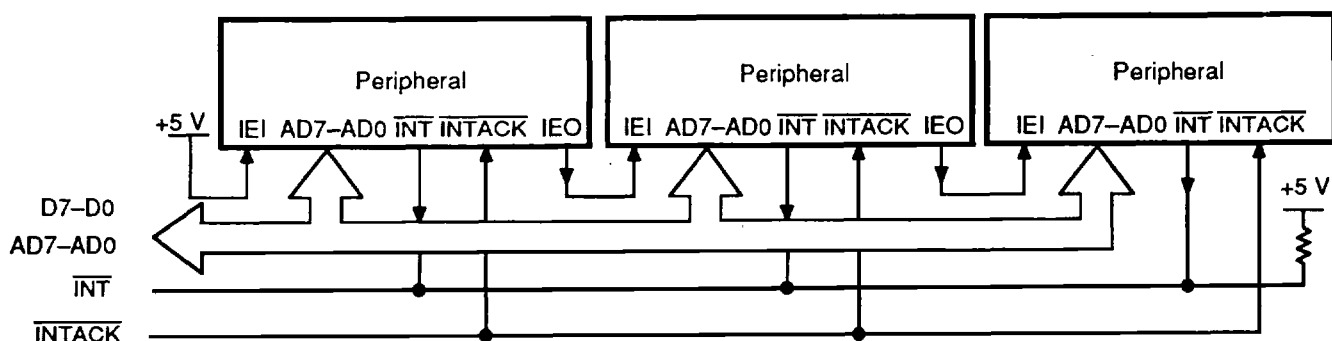 Peripheral Peripheral Peripheral
+5 V IEI AD7–AD0 INT INTACK IEO IEI AD7–AD0 INT INTACK IEO IEI AD7–AD0 INT INTACK
+5 V
D7–D0
AD7–AD0
INT
INTACK